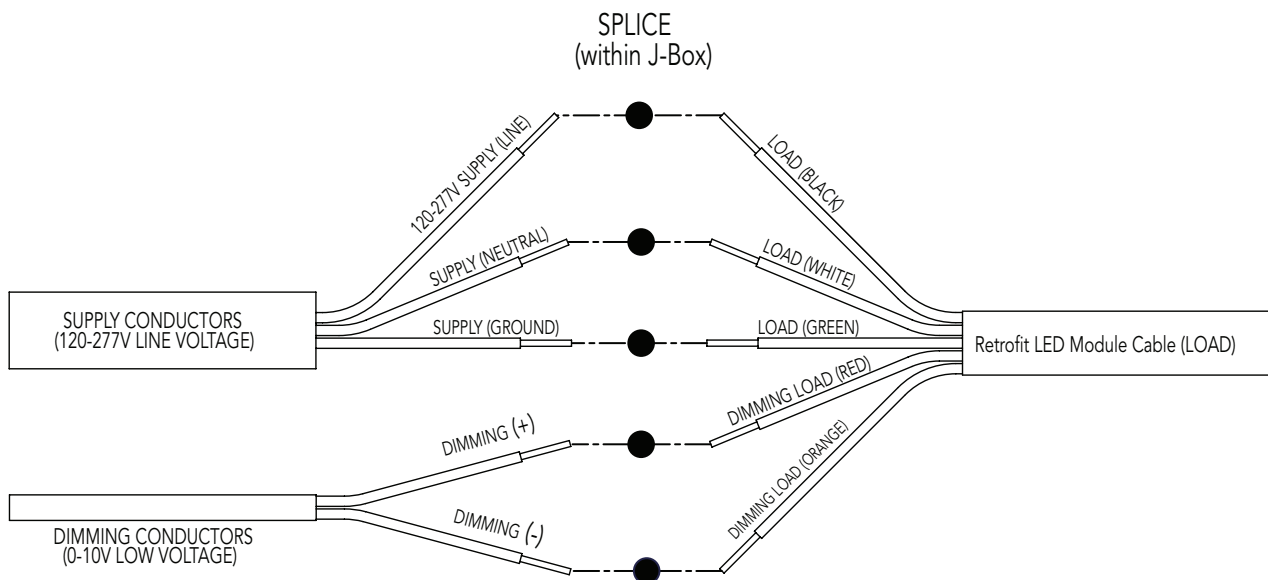 SPLICE
(within J-Box)
120-277V SUPPLY (LINE)
LOAD (BLACK)
SUPPLY (NEUTRAL)
LOAD (WHITE)
SUPPLY CONDUCTORS
(120-277V LINE VOLTAGE)
SUPPLY (GROUND)
LOAD (GREEN)
Retrofit LED Module Cable (LOAD)
DIMMING (+)
DIMMING LOAD (RED)
DIMMING (-)
DIMMING LOAD (ORANGE)
DIMMING CONDUCTORS
(0-10V LOW VOLTAGE)